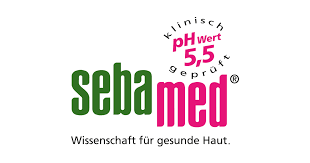 klinisch
pH Wert
5,5
geprüft
sebamed®
Wissenschaft für gesunde Haut.